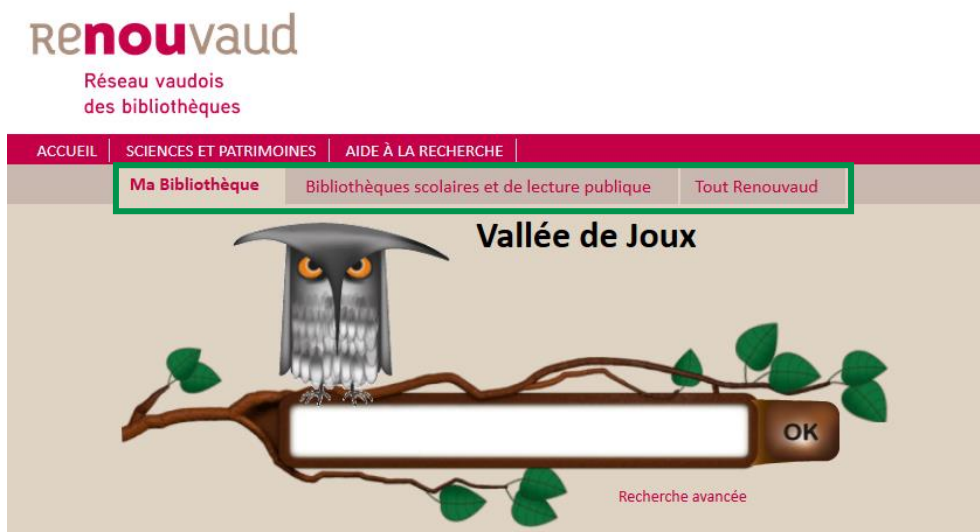 Renouvaud
Réseau vaudois
des bibliothèques
ACCUEIL SCIENCES ET PATRIMOINES AIDE À LA RECHERCHE
Ma Bibliothèque Bibliothèques scolaires et de lecture publique Tout Renouvaud
Vallée de Joux
OK
Recherche avancée